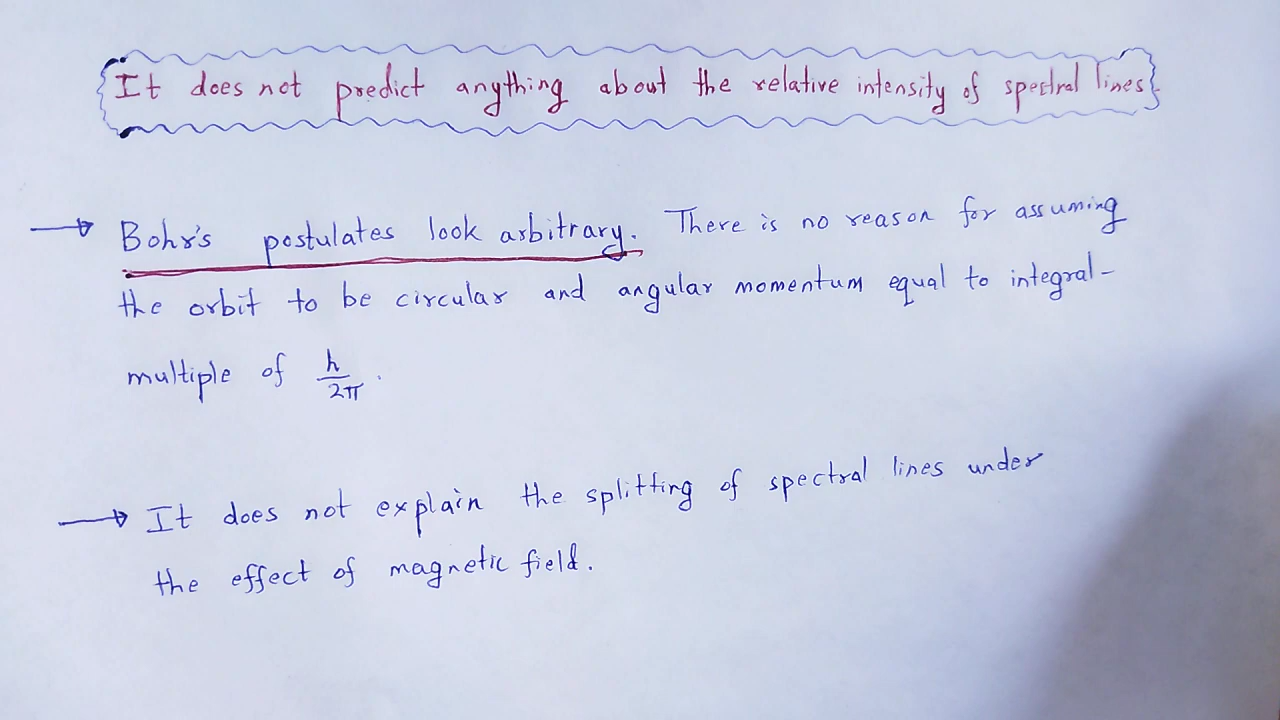 It does not predict anything about the relative intensity of spectral lines
→ Bohr's postulates look arbitrary. There is no reason for assuming
the orbit to be circular and angular momentum equal to integral-
multiple of h/2π.
→ It does not explain the splitting of spectral lines under
the effect of magnetic field.